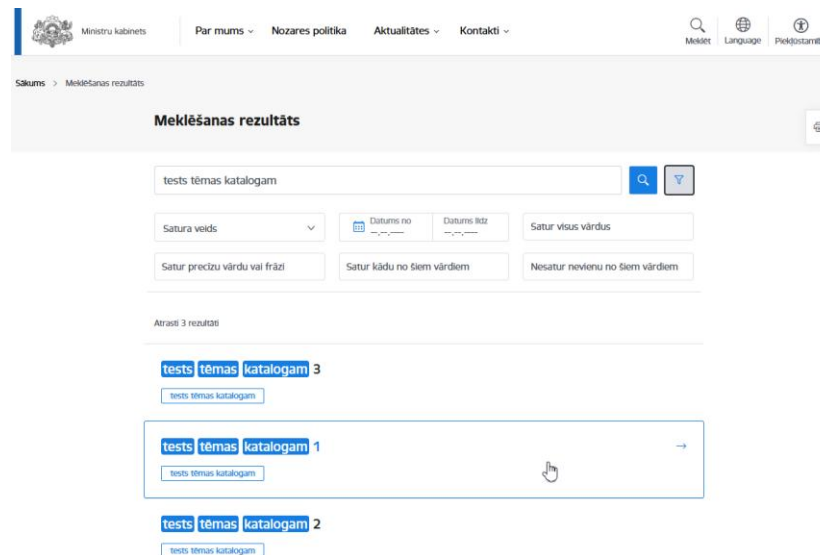 Ministru kabinets
Par mums Nozares politika Aktualitātes Kontakti
Meklēt Language Piekļūstamīb
Sākums > Meklēšanas rezultāts
Meklēšanas rezultāts
tests tēmas katalogam
Satura veids
Datums no
Datums līdz
--.--.----
--.--.----
Satur visus vārdus
Satur precīzu vārdu vai frāzi
Satur kādu no šiem vārdiem
Nesatur nevienu no šiem vārdiem
Atrasti 3 rezultāti
tests tēmas katalogam 3
tests tēmas katalogam
tests tēmas katalogam 1 →
tests tēmas katalogam
tests tēmas katalogam 2
tests tēmas katalogam